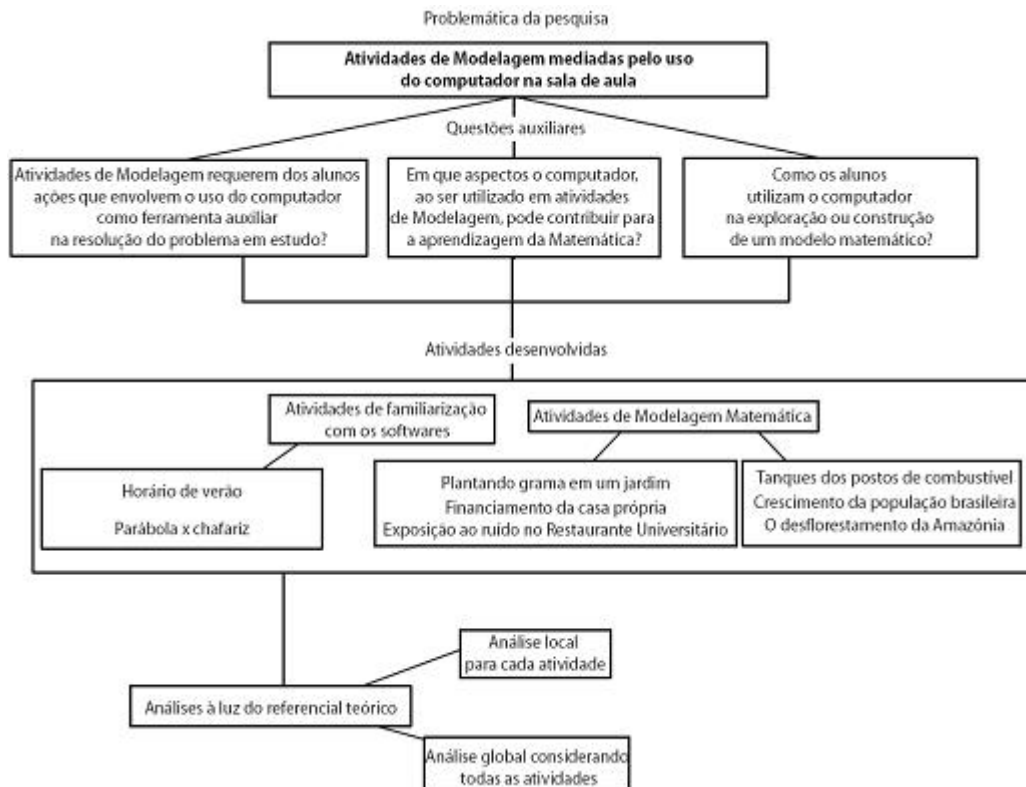 Problemática da pesquisa
Atividades de Modelagem mediadas pelo uso
do computador na sala de aula
Questões auxiliares
Atividades de Modelagem requerem dos alunos
ações que envolvem o uso do computador
como ferramenta auxiliar
na resolução do problema em estudo?
Em que aspectos o computador,
ao ser utilizado em atividades
de Modelagem, pode contribuir para
a aprendizagem da Matemática?
Como os alunos
utilizam o computador
na exploração ou construção
de um modelo matemático?
Atividades desenvolvidas
Atividades de familiarização
com os softwares
Atividades de Modelagem Matemática
Horário de verão
Parábola x chafariz
Plantando grama em um jardim
Financiamento da casa própria
Exposição ao ruído no Restaurante Universitário
Tanques dos postos de combustível
Crescimento da população brasileira
O desflorestamento da Amazônia
Análise local
para cada atividade
Análises à luz do referencial teórico
Análise global considerando
todas as atividades